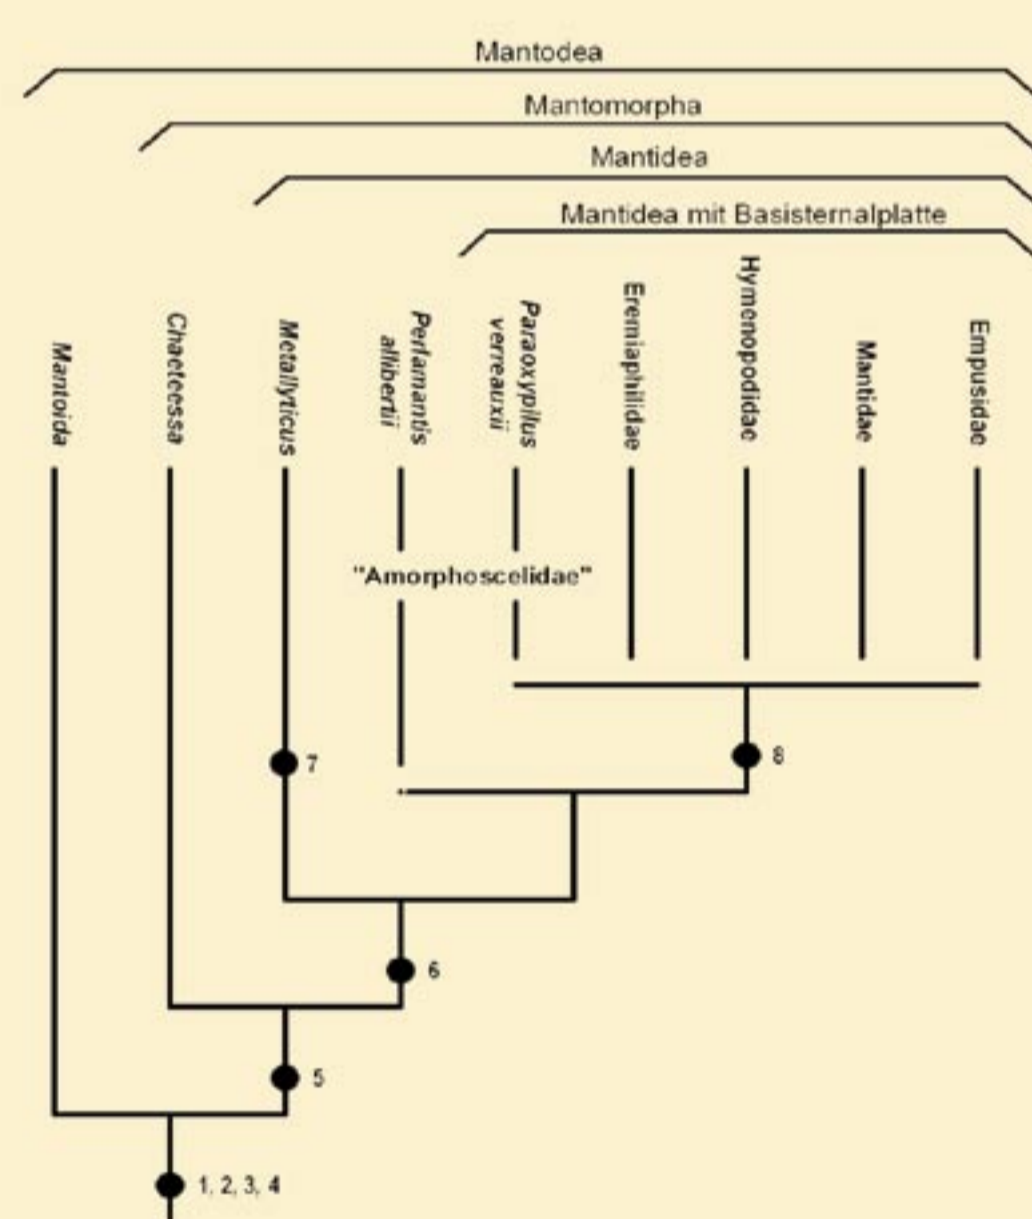 Mantodea
Mantomorpha
Mantidea
Mantidea mit Basisternalplatte
Mantoida
Chaeteessa
Metallyticus
Perlamantis
allibertii
Paraoxypilus
verreauxii
Eremiaphilidae
Hymenopodidae
Mantidae
Empusidae
"Amorphoscelidae"
7
8
6
5
1, 2, 3, 4